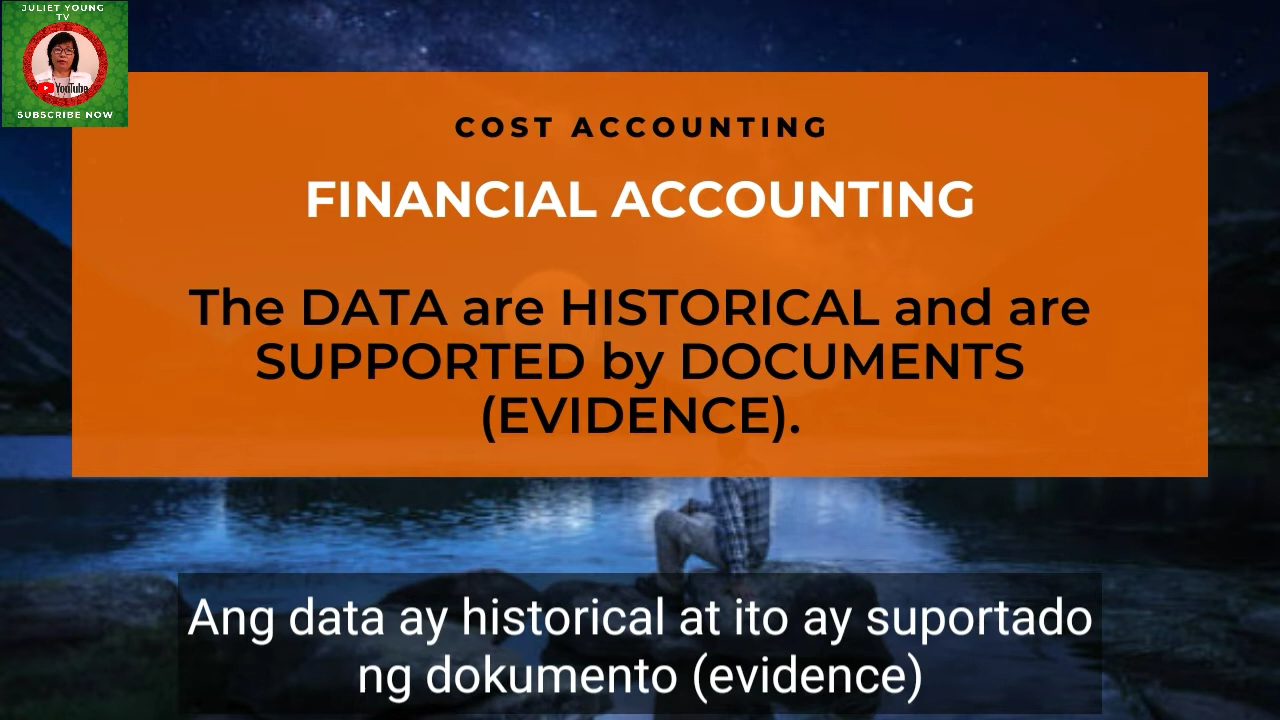 JULIET YOUNG
TV
YouTube
SUBSCRIBE NOW
COST ACCOUNTING
FINANCIAL ACCOUNTING
The DATA are HISTORICAL and are
SUPPORTED by DOCUMENTS
(EVIDENCE).
Ang data ay historical at ito ay suportado
ng dokumento (evidence)